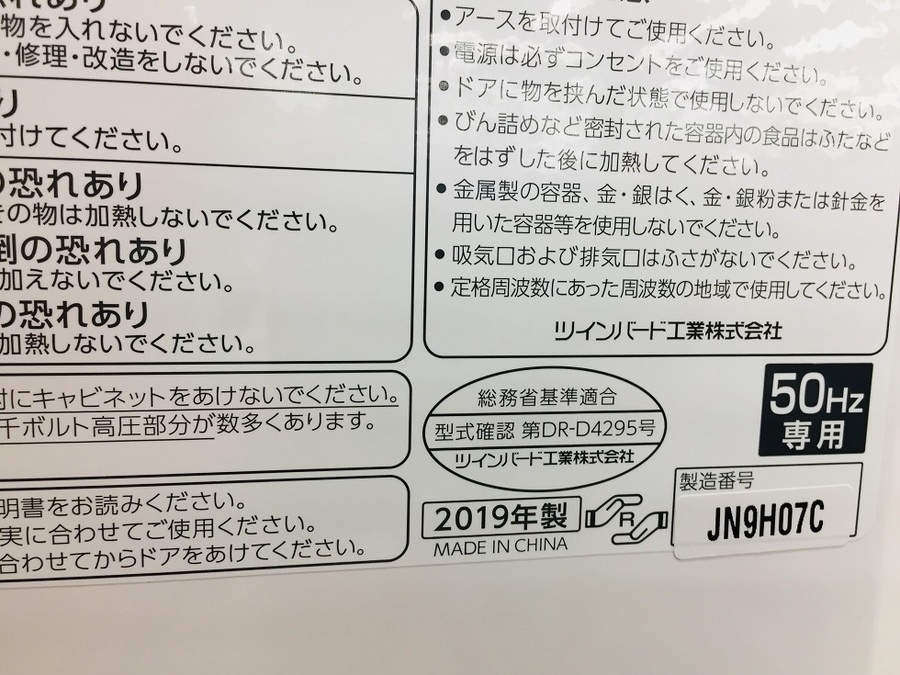 恐れあり
物を入れないでください。
・修理・改造をしないでください。
り
付けてください。
の恐れあり
の物は加熱しないでください。
倒の恐れあり
加えないでください。
の恐れあり
加熱しないでください。
にキャビネットをあけないでください。
千ボルト高圧部分が数多くあります。
明書をお読みください。
実に合わせてご使用ください。
合わせてからドアをあけてください。
●アースを取付けてご使用ください。
●電源は必ずコンセントをご使用ください。
●ドアに物を挟んだ状態で使用しないでください。
●びん詰めなど密封された容器内の食品はふたなど
をはずした後に加熱してください。
●金属製の容器、金・銀はく、金・銀粉または針金を
用いた容器等を使用しないでください。
●吸気口および排気口はふさがないでください。
●定格周波数にあった周波数の地域で使用してください。
ツインバード工業株式会社
総務省基準適合
型式確認 第DR-D4295号
ツインバード工業株式会社
50Hz
専用
2019年製
R
MADE IN CHINA
製造番号
JN9H07C